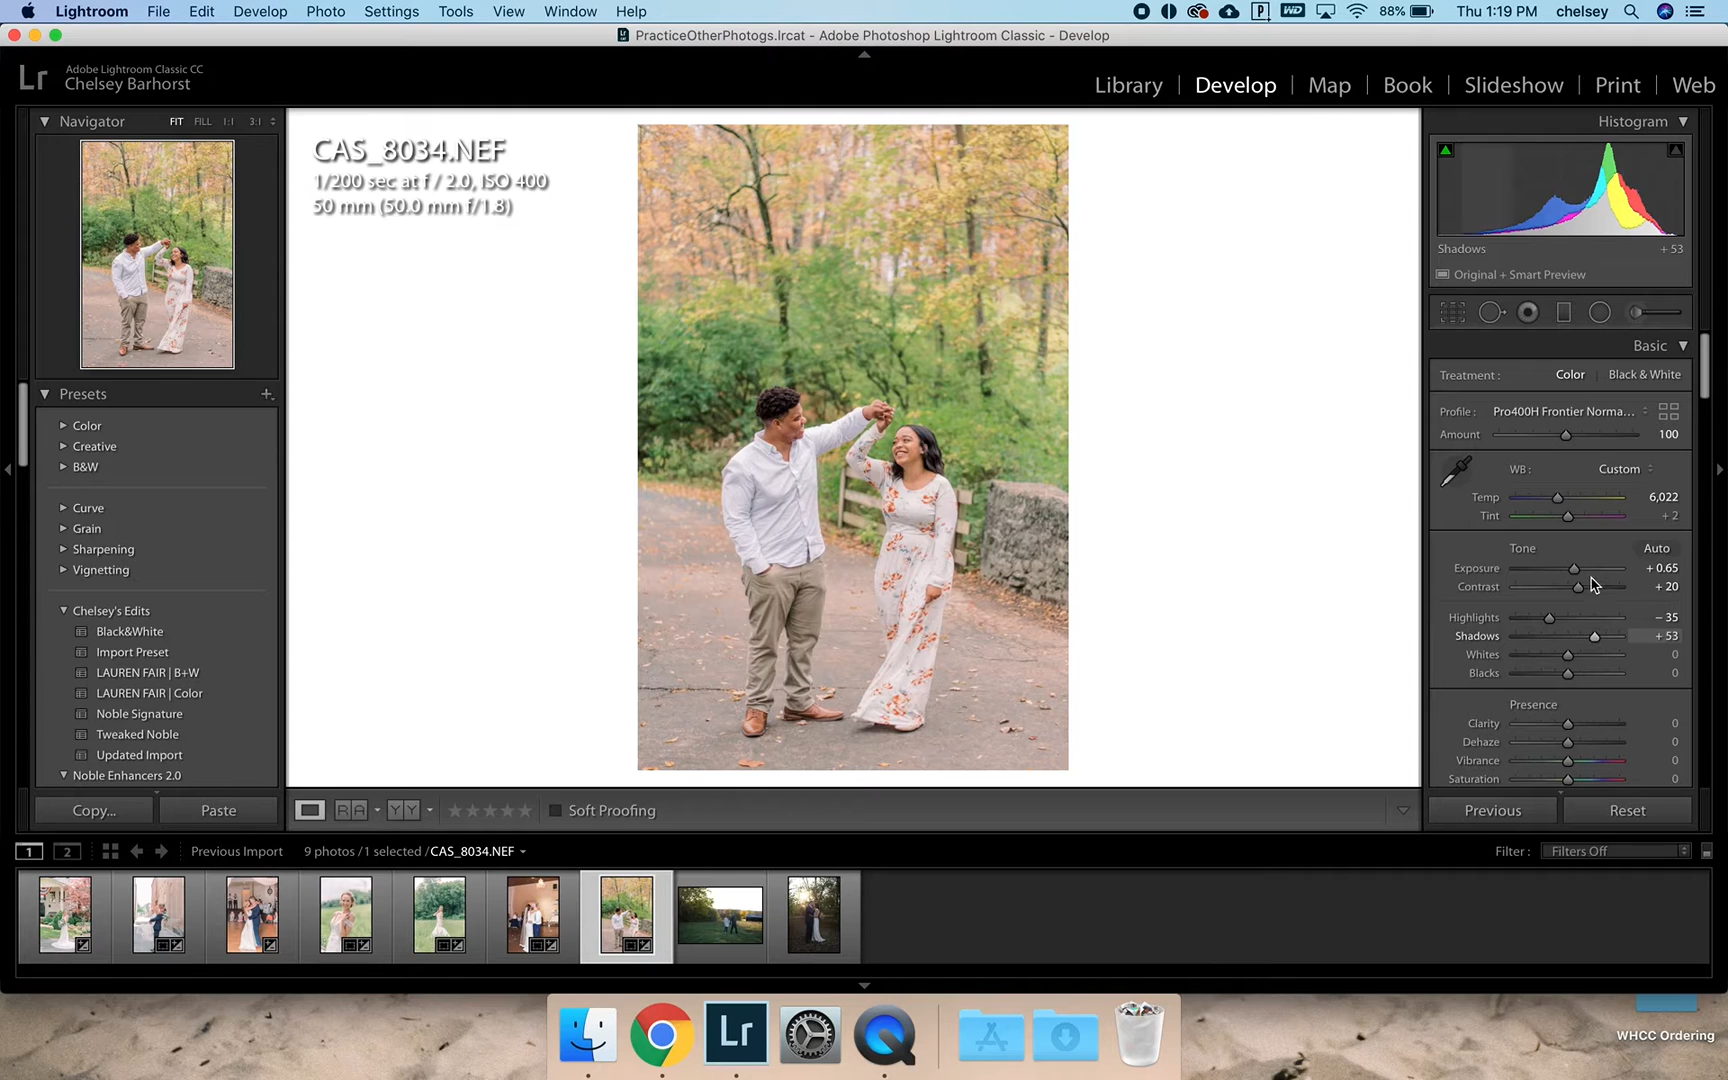 Lightroom File Edit Develop Photo Settings Tools View Window Help
WD 88% Thu 1:19 PM chelsey
PracticeOtherPhotogs.lrcat - Adobe Photoshop Lightroom Classic - Develop
Lr
Adobe Lightroom Classic CC
Chelsey Barhorst
Library | Develop | Map | Book | Slideshow | Print | Web
Navigator FIT FILL 1:1 3:1
Presets +
Color
Creative
B&W
Curve
Grain
Sharpening
Vignetting
Chelsey's Edits
Black&White
Import Preset
LAUREN FAIR | B+W
LAUREN FAIR | Color
Noble Signature
Tweaked Noble
Updated Import
Noble Enhancers 2.0
Copy... Paste
CAS_8034.NEF
1/200 sec at f / 2.0, ISO 400
50 mm (50.0 mm f/1.8)
Soft Proofing
Histogram
Shadows + 53
Original + Smart Preview
Basic
Treatment : Color Black & White
Profile : Pro400H Frontier Norma...
Amount 100
WB : Custom
Temp 6,022
Tint + 2
Tone Auto
Exposure + 0.65
Contrast + 20
Highlights − 35
Shadows + 53
Whites 0
Blacks 0
Presence
Clarity 0
Dehaze 0
Vibrance 0
Saturation 0
Previous Reset
1 2 Previous Import 9 photos / 1 selected / CAS_8034.NEF
Filter : Filters Off
Lr
WHCC Ordering